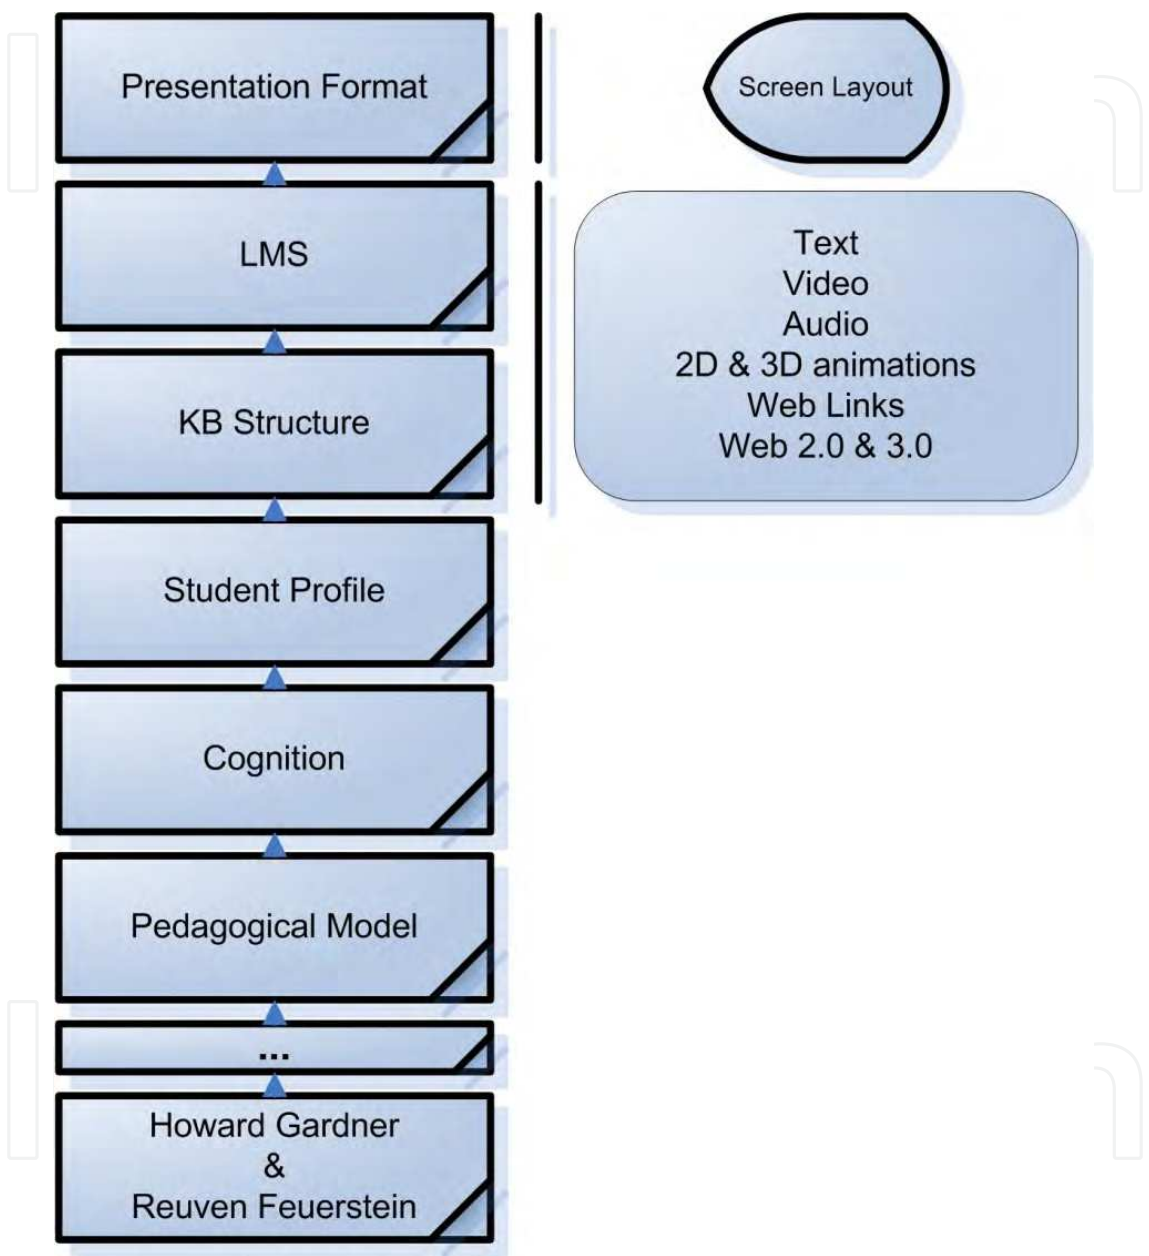 Presentation Format
Screen Layout
LMS
Text
Video
Audio
2D & 3D animations
Web Links
Web 2.0 & 3.0
KB Structure
Student Profile
Cognition
Pedagogical Model
...
Howard Gardner
&
Reuven Feuerstein